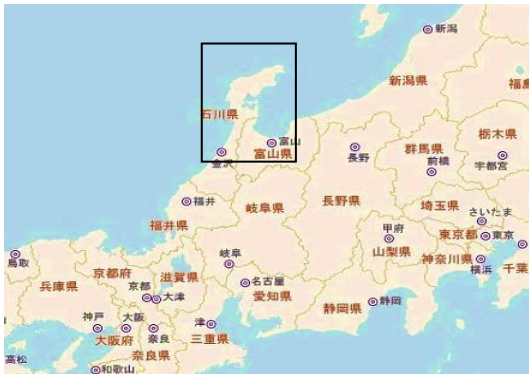 新潟
新潟県
福島
石川県
富山
富山県
金沢
長野
群馬県
前橋
栃木県
宇都宮
福井
岐阜県
長野県
埼玉県
さいたま
福井県
甲府
東京都
東京
鳥取
岐阜
山梨県
神奈川県
横浜
千葉
京都府
滋賀県
兵庫県
京都
大津
名古屋
愛知県
静岡県
静岡
神戸
大阪
奈良
津
大阪府
三重県
奈良県
高松
和歌山